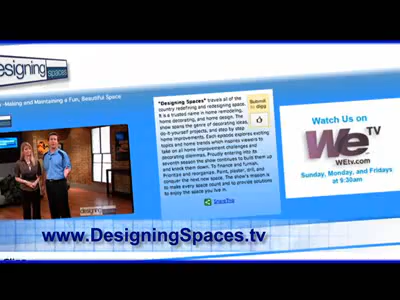 esigning spaces
-Making and Maintaining a Fun, Beautiful Space
"Designing Spaces" travels all of the
country redefining and redesigning space.
It is a trusted name in home remodeling,
home decorating, and home design. The
show spans the genre of decorating ideas,
do-it-yourself projects, and step by step
home improvements. Each episode explores exciting
topics and home trends which inspires viewers to
take on all home improvement challenges and
decorating dilemmas. Proudly entering into its
seventh season the show continues to build them up
and knock them down. To finance and furnish,
prioritize and reorganize. Paint, plaster, drill, and
conquer the next new space. The show's mission is
to make every space count and to provide solutions
to enjoy the space you're in.
Submit
to digg
ShareThis
Watch Us on
We TV
WEtv.com
Sunday, Monday, and Fridays
at 9:30am
designing
www.DesigningSpaces.tv